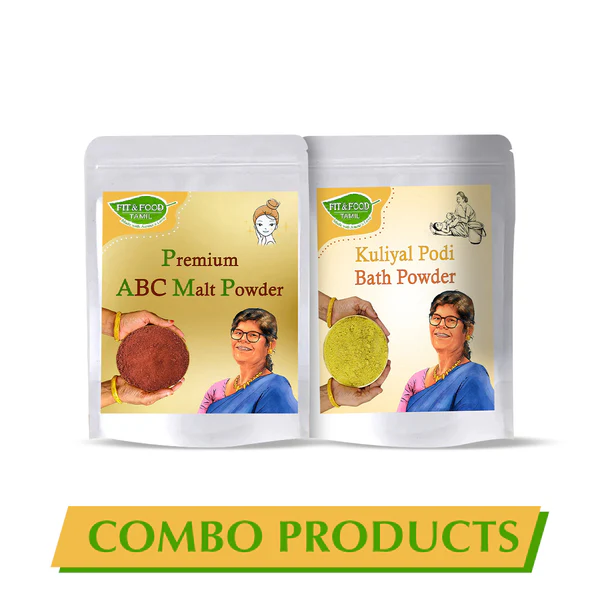 FIT & FOOD
TAMIL
Premium
ABC Malt Powder
FIT & FOOD
TAMIL
Kuliyal Podi
Bath Powder
COMBO PRODUCTS